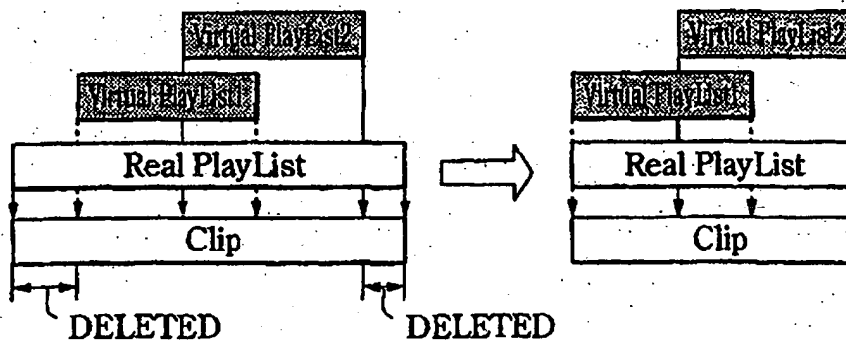 Virtual PlayList2
Virtual PlayList2
Virtual PlayList1
Virtual PlayList1
Real PlayList
Real PlayList
Clip
Clip
DELETED
DELETED